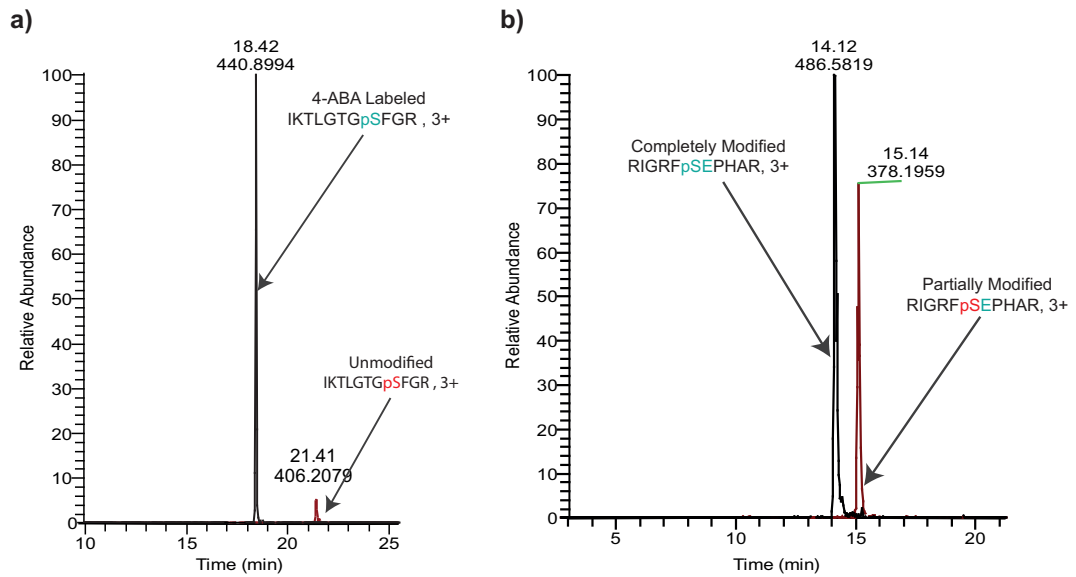 a)
18.42
440.8994
4-ABA Labeled
IKTLGTGpSFGR , 3+
Unmodified
IKTLGTGpSFGR , 3+
21.41
406.2079
100
90
80
70
60
50
40
30
20
10
0
Relative Abundance
10 15 20 25
Time (min)
b)
14.12
486.5819
Completely Modified
RIGRFpSEPHAR, 3+
15.14
378.1959
Partially Modified
RIGRFpSEPHAR, 3+
100
90
80
70
60
50
40
30
20
10
0
Relative Abundance
5 10 15 20
Time (min)